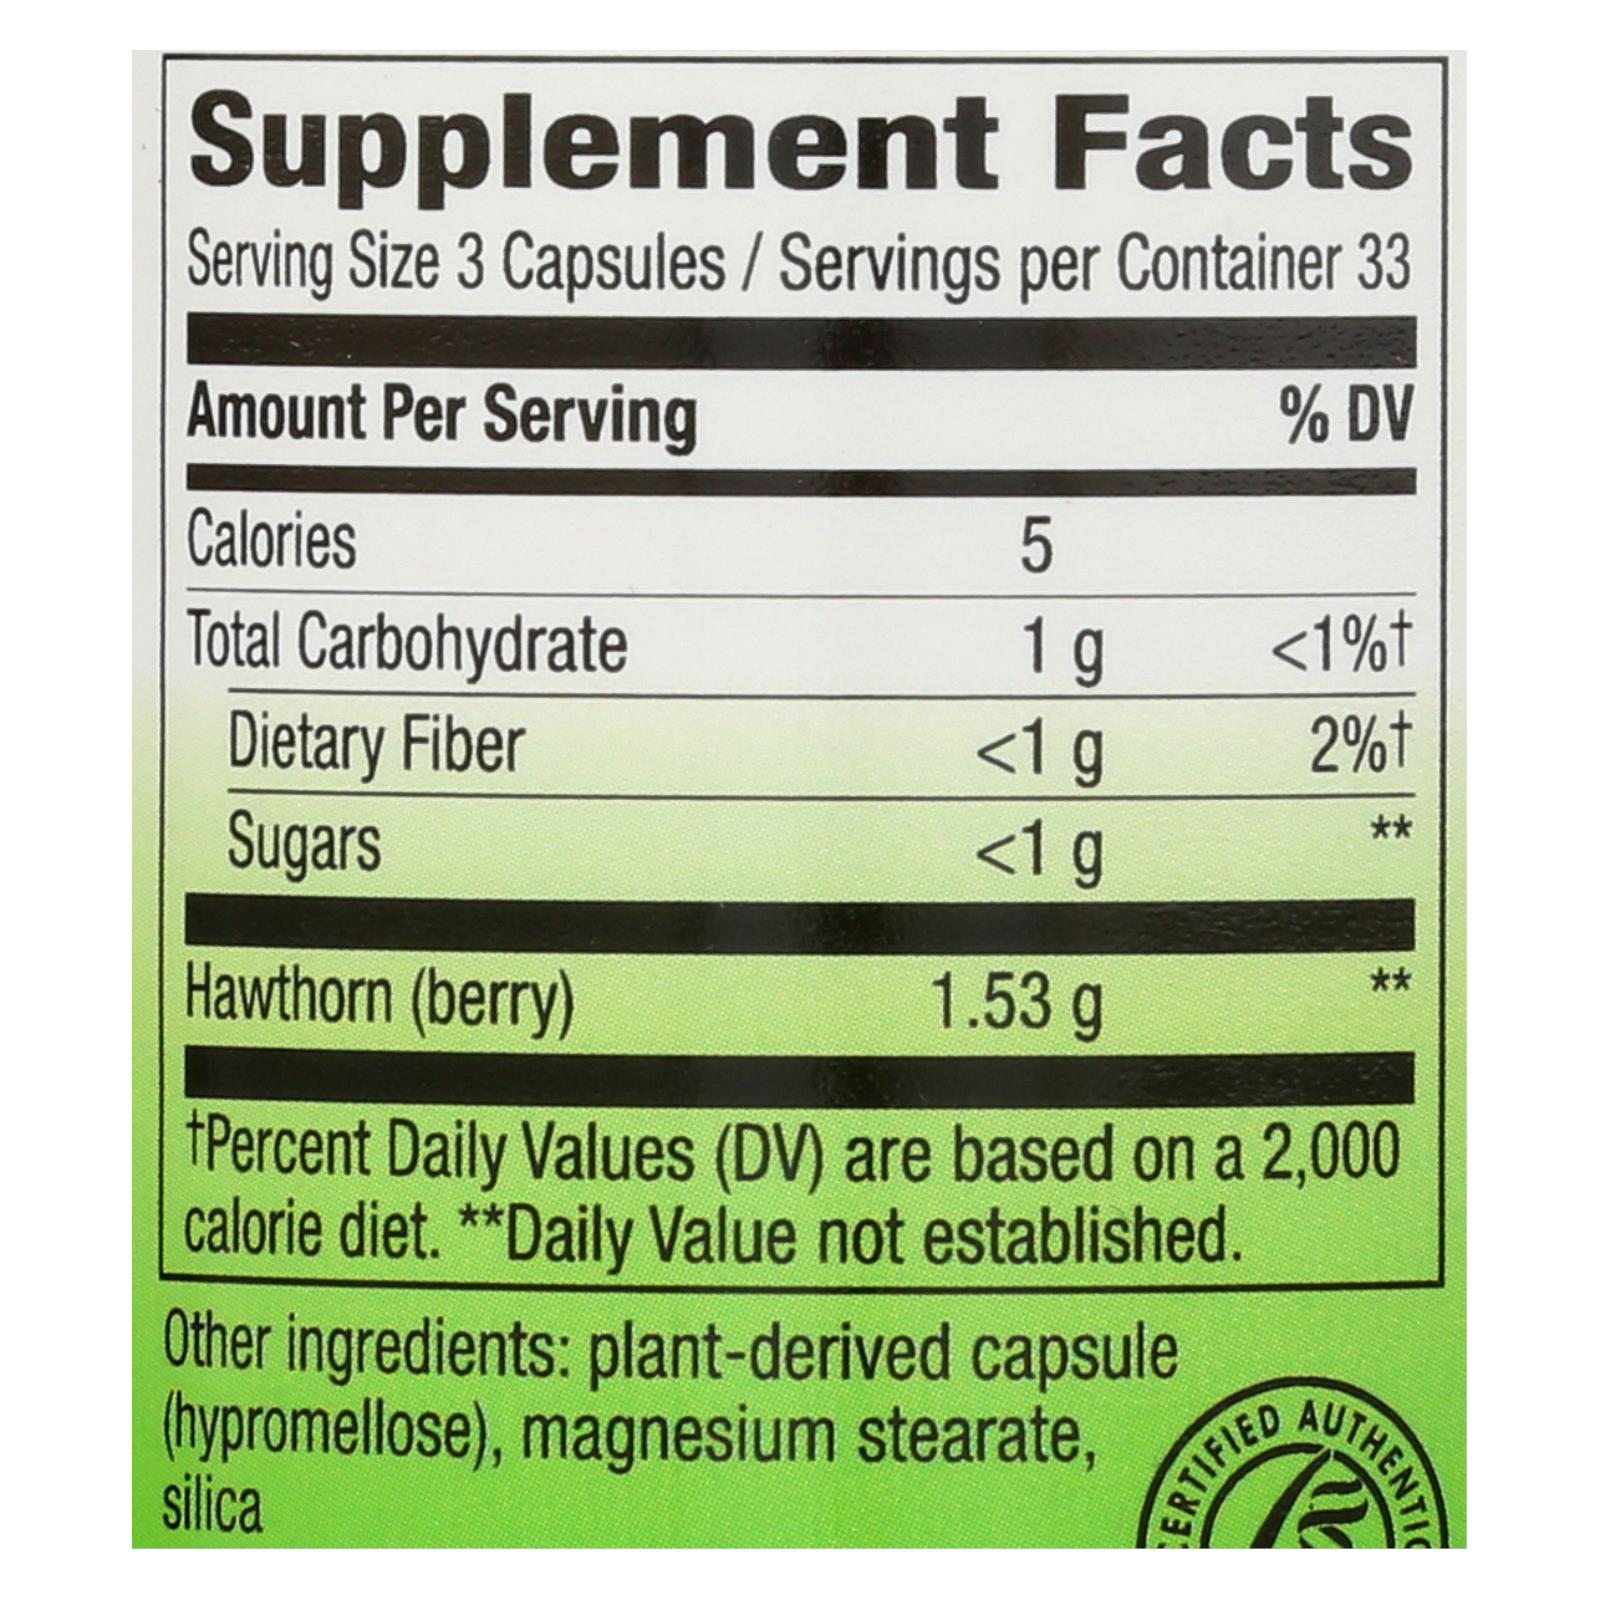 Supplement Facts
Serving Size 3 Capsules / Servings per Container 33
Amount Per Serving % DV
Calories 5
Total Carbohydrate 1 g <1%†
Dietary Fiber <1 g 2%†
Sugars <1 g **
Hawthorn (berry) 1.53 g **
†Percent Daily Values (DV) are based on a 2,000
calorie diet. **Daily Value not established.
Other ingredients: plant-derived capsule
(hypromellose), magnesium stearate,
silica
CERTIFIED AUTHENTIC